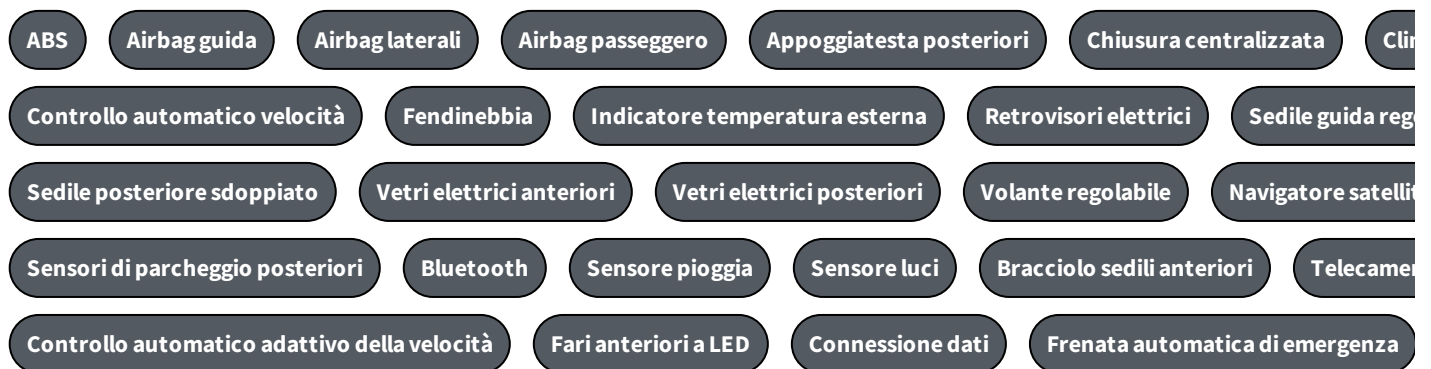 ABS Airbag guida Airbag laterali Airbag passeggero Appoggiatesta posteriori Chiusura centralizzata
Controllo automatico velocità Fendinebbia Indicatore temperatura esterna Retrovisori elettrici Sedile guida
Sedile posteriore sdoppiato Vetri elettrici anteriori Vetri elettrici posteriori Volante regolabile Navigatore
Sensori di parcheggio posteriori Bluetooth Sensore pioggia Sensore luci Bracciolo sedili anteriori
Controllo automatico adattivo della velocità Fari anteriori a LED Connessione dati Frenata automatica di emergenza